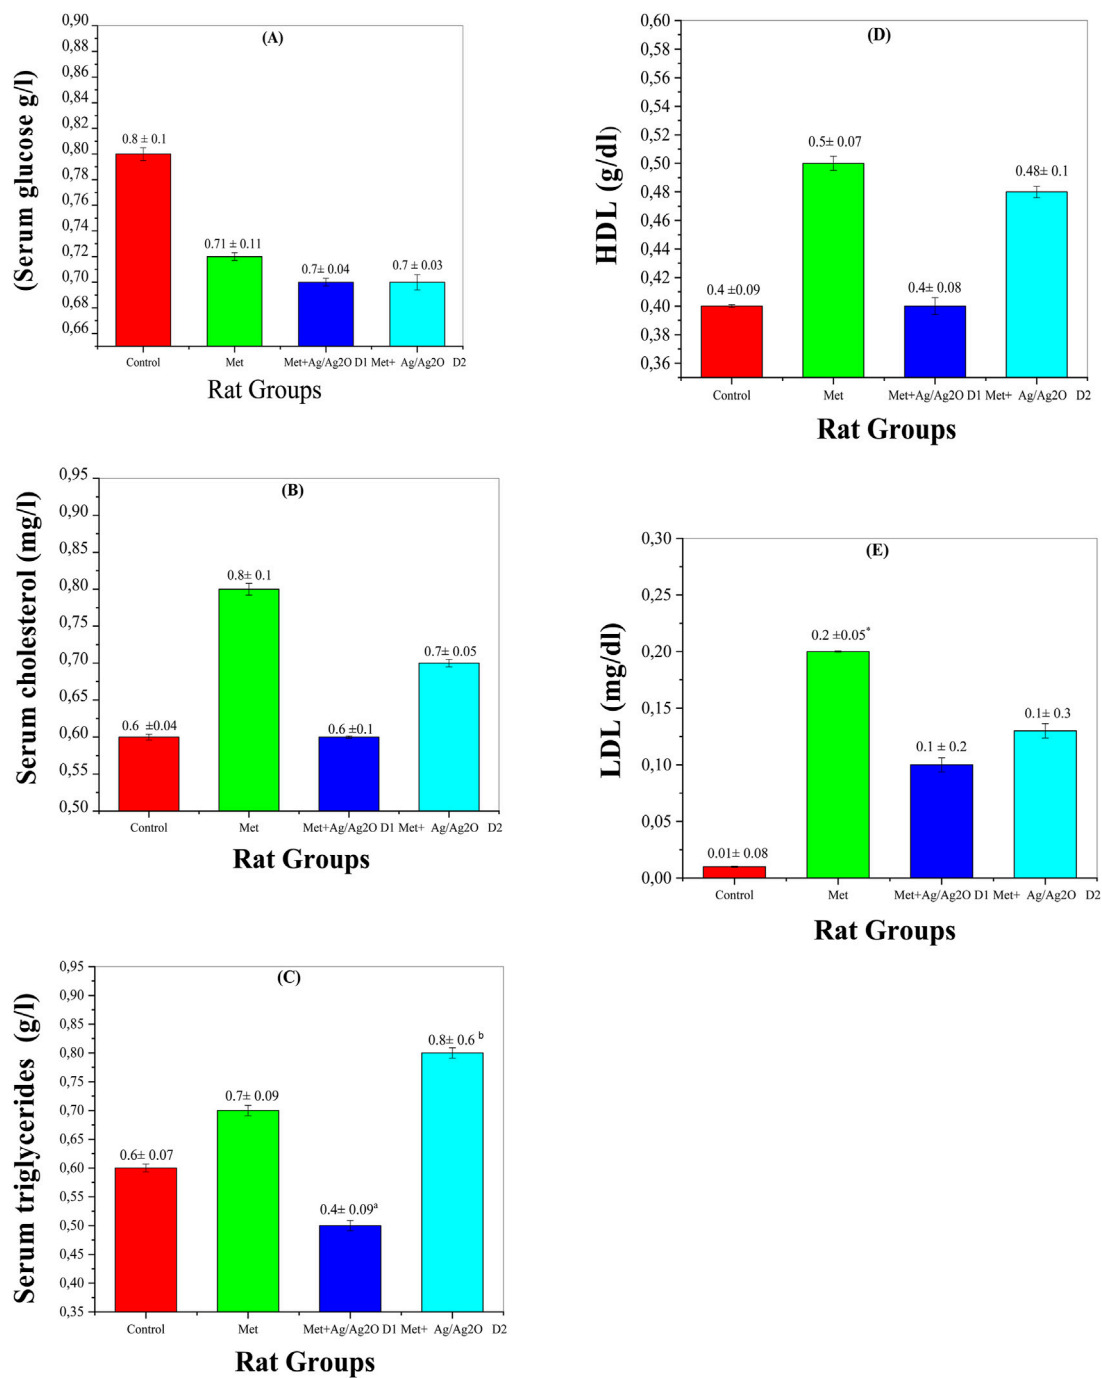 (A)
(Serum glucose g/l)
0,90
0,88
0,86
0,84
0,82
0,80
0,78
0,76
0,74
0,72
0,70
0,68
0,66
0.8 ± 0.1
0.71 ± 0.11
0.7± 0.04
0.7 ± 0.03
Control
Met
Met+Ag/Ag2O D1
Met+ Ag/Ag2O D2
Rat Groups
(B)
Serum cholesterol (mg/l)
0,95
0,90
0,85
0,80
0,70
0,65
0,60
0,55
0,50
0.6 ±0.04
0.8± 0.1
0.6 ±0.1
0.7± 0.05
Control
Met
Met+Ag/Ag2O D1
Met+ Ag/Ag2O D2
Rat Groups
(C)
Serum triglycerides (g/l)
0,95
0,90
0,85
0,80
0,75
0,70
0,65
0,60
0,55
0,50
0,45
0,40
0,35
0.6± 0.07
0.7± 0.09
0.4± 0.09a
0.8± 0.6 b
Control
Met
Met+Ag/Ag2O D1
Met+ Ag/Ag2O D2
Rat Groups
(D)
HDL (g/dl)
0,60
0,58
0,56
0,54
0,52
0,50
0,48
0,46
0,44
0,42
0,40
0,38
0,36
0.4 ±0.09
0.5± 0.07
0.4± 0.08
0.48± 0.1
Control
Met
Met+Ag/Ag2O D1
Met+ Ag/Ag2O D2
Rat Groups
(E)
LDL (mg/dl)
0,30
0,25
0,20
0,15
0,10
0,05
0,00
0.01± 0.08
0.2 ±0.05*
0.1 ± 0.2
0.1± 0.3
Control
Met
Met+Ag/Ag2O D1
Met+ Ag/Ag2O D2
Rat Groups